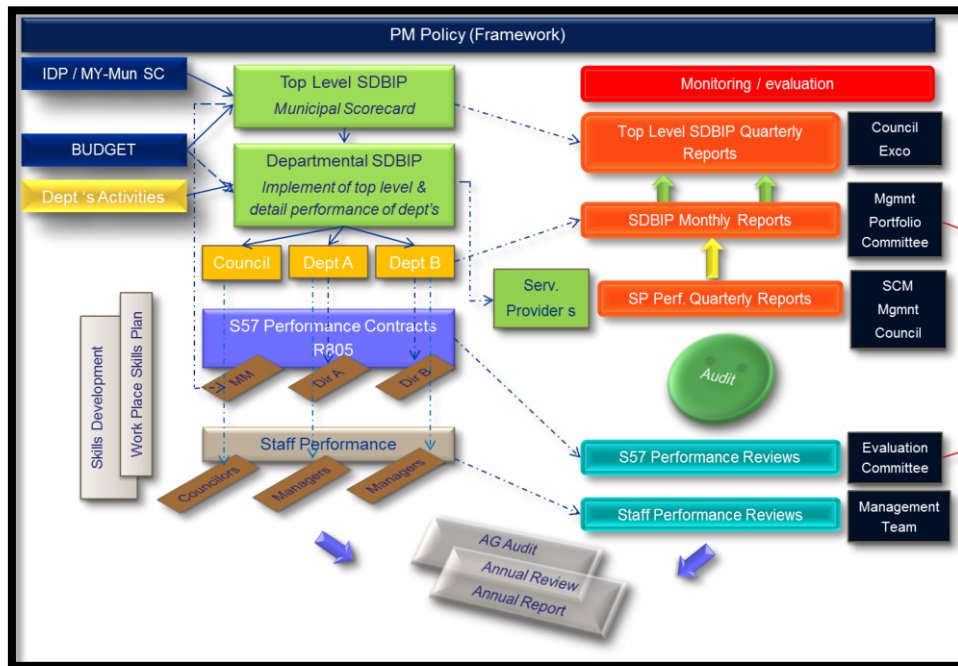 PM Policy (Framework)
IDP / MY-Mun SC
BUDGET
Dept 's Activities
Top Level SDBIP
Municipal Scorecard
Departmental SDBIP
Implement of top level &
detail performance of dept's
Council
Dept A
Dept B
Serv.
Provider s
S57 Performance Contracts
R805
MM
Dir A
Dir B
Skills Development
Work Place Skills Plan
Staff Performance
Councilors
Managers
Managers
Monitoring / evaluation
Top Level SDBIP Quarterly
Reports
Council
Exco
SDBIP Monthly Reports
Mgmnt
Portfolio
Committee
SP Perf. Quarterly Reports
SCM
Mgmnt
Council
Audit
S57 Performance Reviews
Evaluation
Committee
Staff Performance Reviews
Management
Team
AG Audit
Annual Review
Annual Report